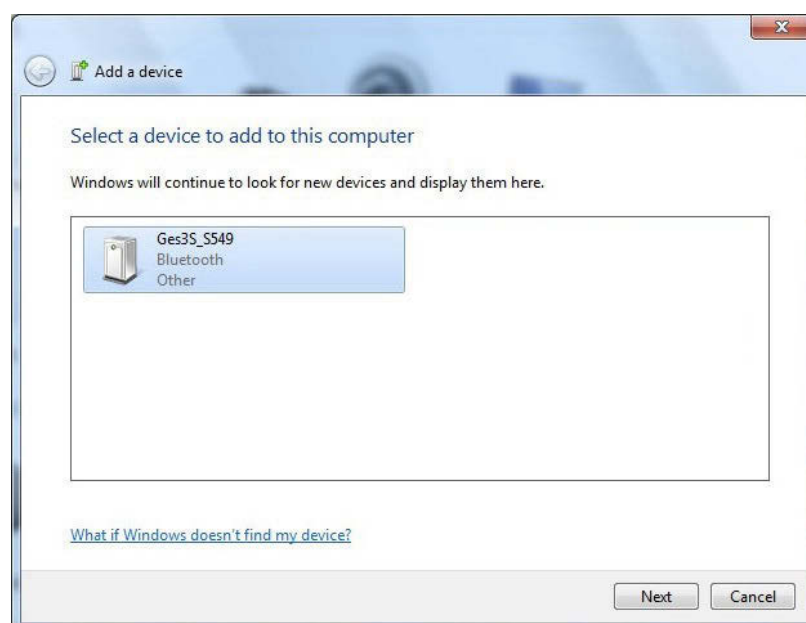 Add a device
Select a device to add to this computer
Windows will continue to look for new devices and display them here.
Ges3S_S549
Bluetooth
Other
What if Windows doesn't find my device?
Next Cancel